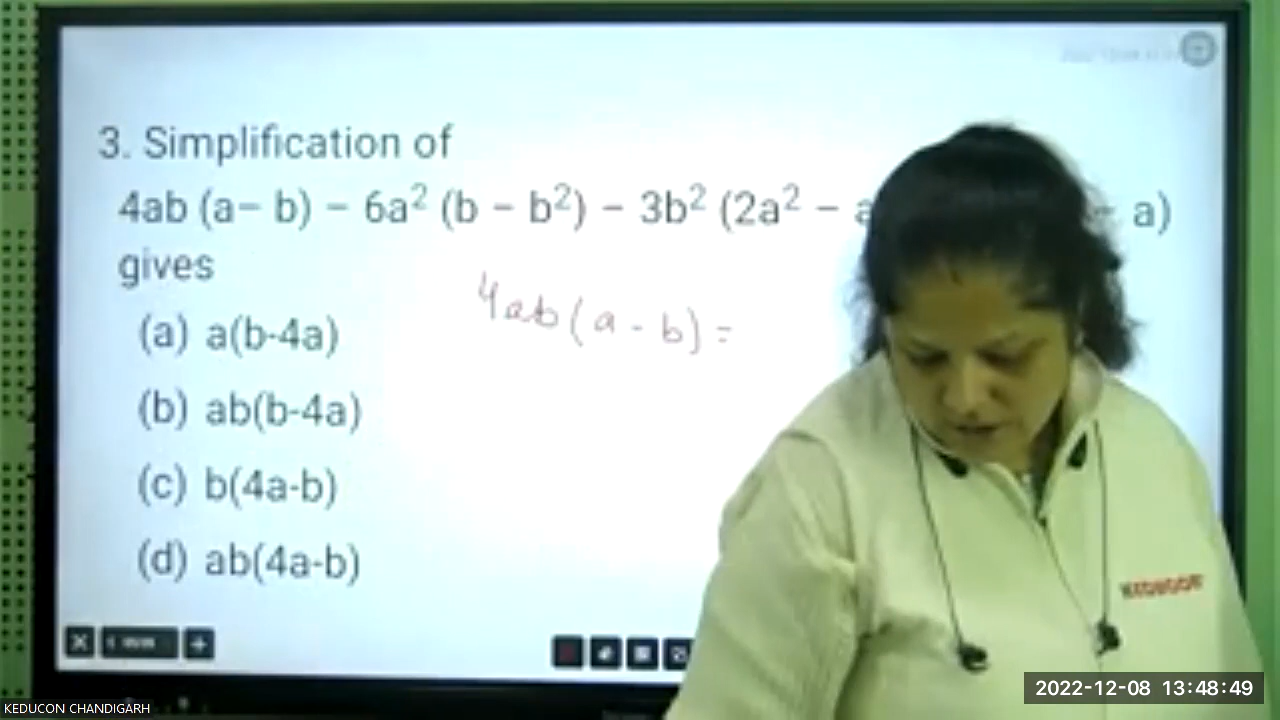 3. Simplification of
4ab (a– b) – 6a² (b – b²) – 3b² (2a² – a – a)
gives
4ab(a - b) =
(a) a(b-4a)
(b) ab(b-4a)
(c) b(4a-b)
(d) ab(4a-b)
KEDUCON
2022-12-08 13:48:49
KEDUCON CHANDIGARH